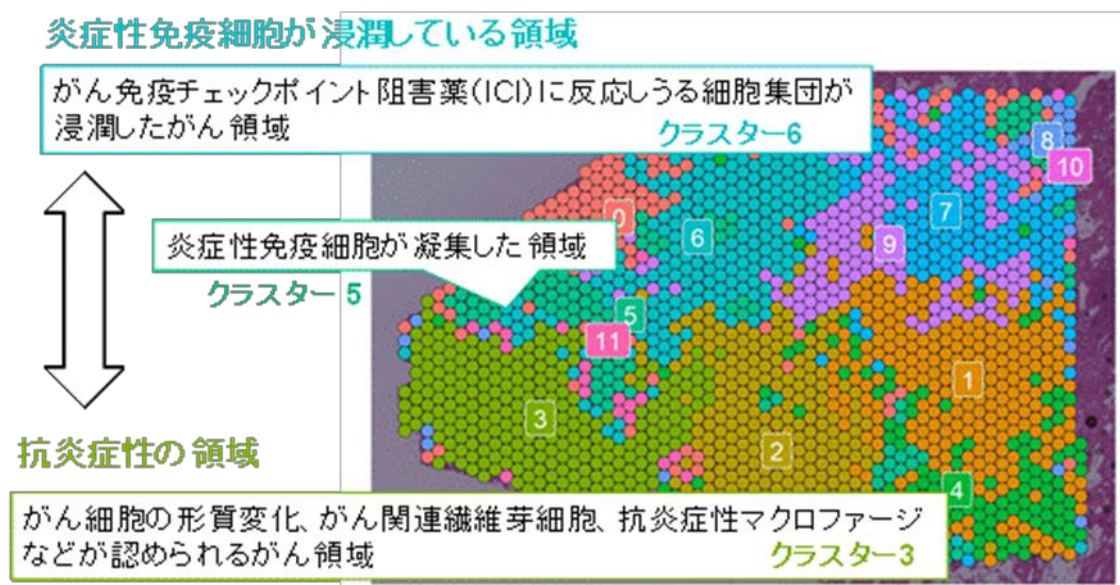 炎症性免疫細胞が浸潤している領域
がん免疫チェックポイント阻害薬(ICI)に反応しうる細胞集団が
浸潤したがん領域
クラスター6
8
10
0
7
6
9
炎症性免疫細胞が凝集した領域
クラスター5
5
11
1
3
2
抗炎症性の領域
4
がん細胞の形質変化、がん関連繊維芽細胞、抗炎症性マクロファージ
などが認められるがん領域
クラスター3